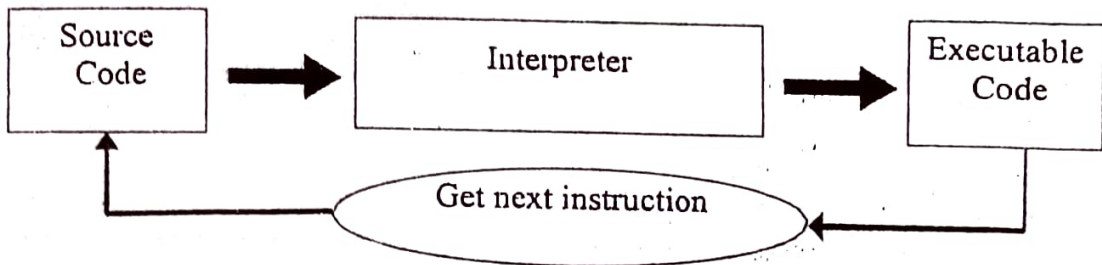 Source
Code
Interpreter
Executable
Code
Get next instruction